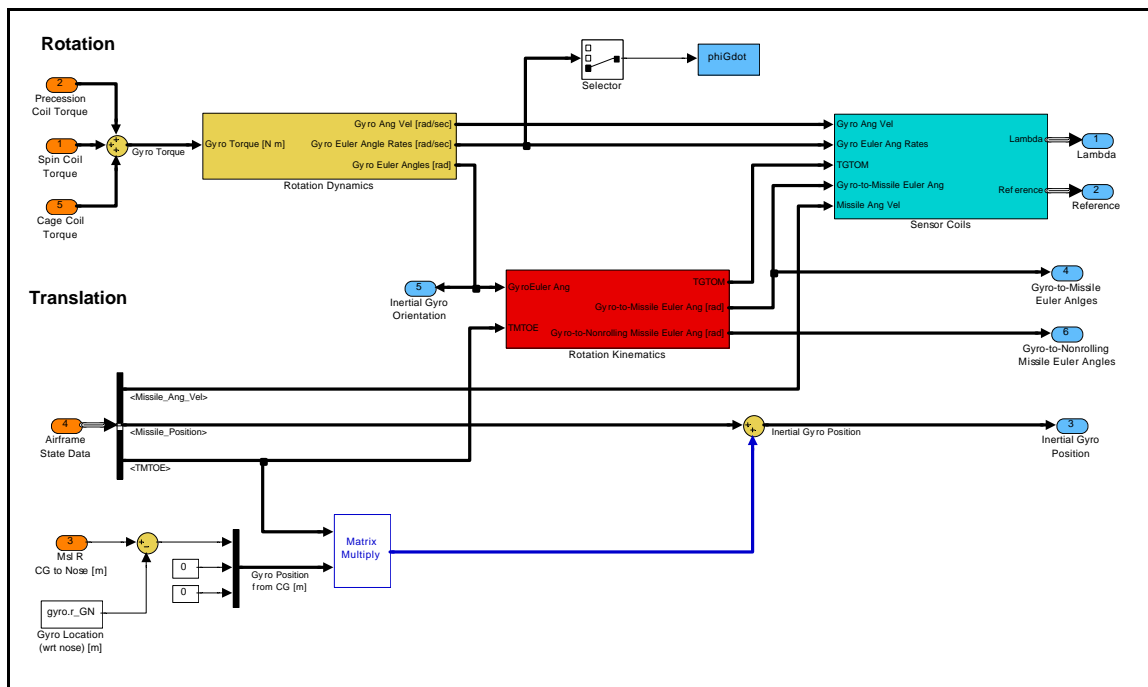 Rotation
2
Precession
Coil Torque
1
Spin Coil
Torque
5
Cage Coil
Torque
+
+
+
Gyro Torque
Gyro Torque [N m]
Gyro Ang Vel [rad/sec]
Gyro Euler Angle Rates [rad/sec]
Gyro Euler Angles [rad]
Rotation Dynamics
Selector
phiGdot
Gyro Ang Vel
Gyro Euler Ang Rates
TGTOM
Gyro-to-Missile Euler Ang
Missile Ang Vel
Lambda
Reference
Sensor Coils
1
Lambda
2
Reference
Translation
5
Inertial Gyro
Orientation
GyroEuler Ang
TMTOE
TGTOM
Gyro-to-Missile Euler Ang [rad]
Gyro-to-Nonrolling Missile Euler Ang [rad]
Rotation Kinematics
4
Gyro-to-Missile
Euler Anlges
6
Gyro-to-Nonrolling
Missile Euler Angles
4
Airframe
State Data
<Missile_Ang_Vel>
<Missile_Position>
<TMTOE>
+
+
Inertial Gyro Position
3
Inertial Gyro
Position
3
Msl R
CG to Nose [m]
−
0
0
gyro.r_GN
Gyro Location
(wrt nose) [m]
Gyro Position
from CG [m]
Matrix
Multiply